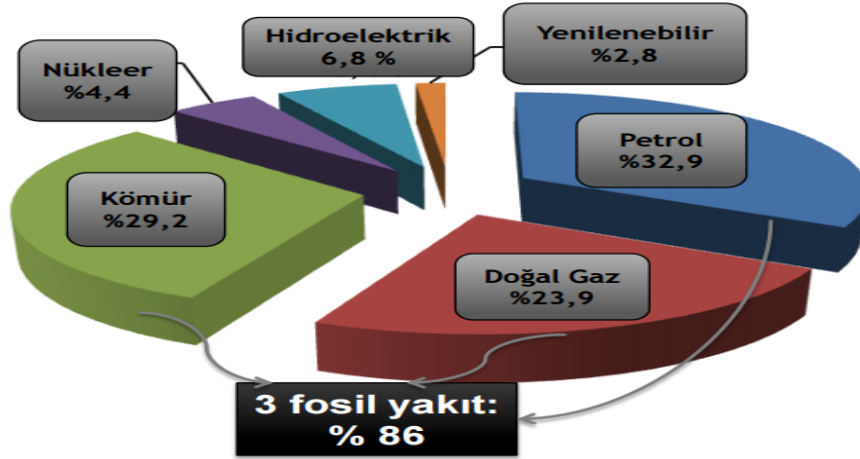 Hidroelektrik
6,8 %
Yenilenebilir
%2,8
Nükleer
%4,4
Petrol
%32,9
Kömür
%29,2
Doğal Gaz
%23,9
3 fosil yakıt:
% 86